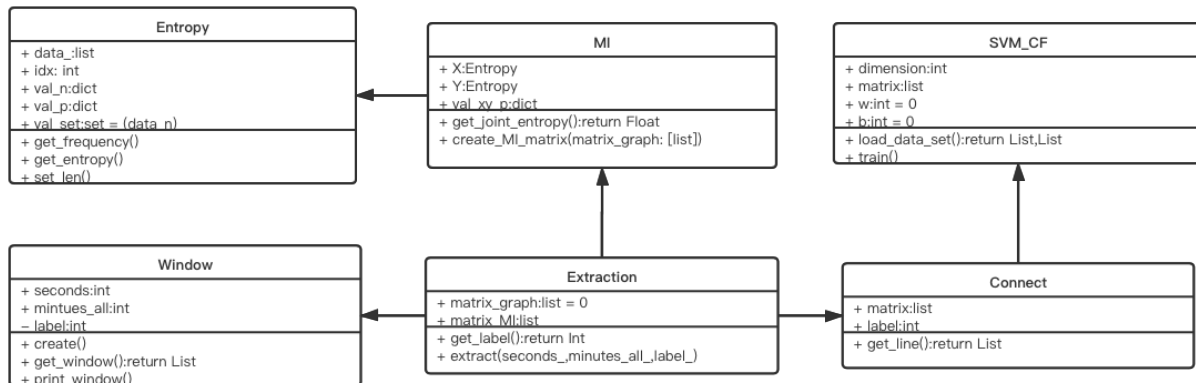 Entropy
+ data_:list
+ idx: int
+ val_n:dict
+ val_p:dict
+ val_set:set = (data_n)
+ get_frequency()
+ get_entropy()
+ set_len()
MI
+ X:Entropy
+ Y:Entropy
+ val_xy_p:dict
+ get_joint_entropy():return Float
+ create_MI_matrix(matrix_graph: [list])
SVM_CF
+ dimension:int
+ matrix:list
+ w:int = 0
+ b:int = 0
+ load_data_set():return List,List
+ train()
Window
+ seconds:int
+ mintues_all:int
– label:int
+ create()
+ get_window():return List
+ print_window()
Extraction
+ matrix_graph:list = 0
+ matrix_MI:list
+ get_label():return Int
+ extract(seconds_,minutes_all_,label_)
Connect
+ matrix:list
+ label:int
+ get_line():return List